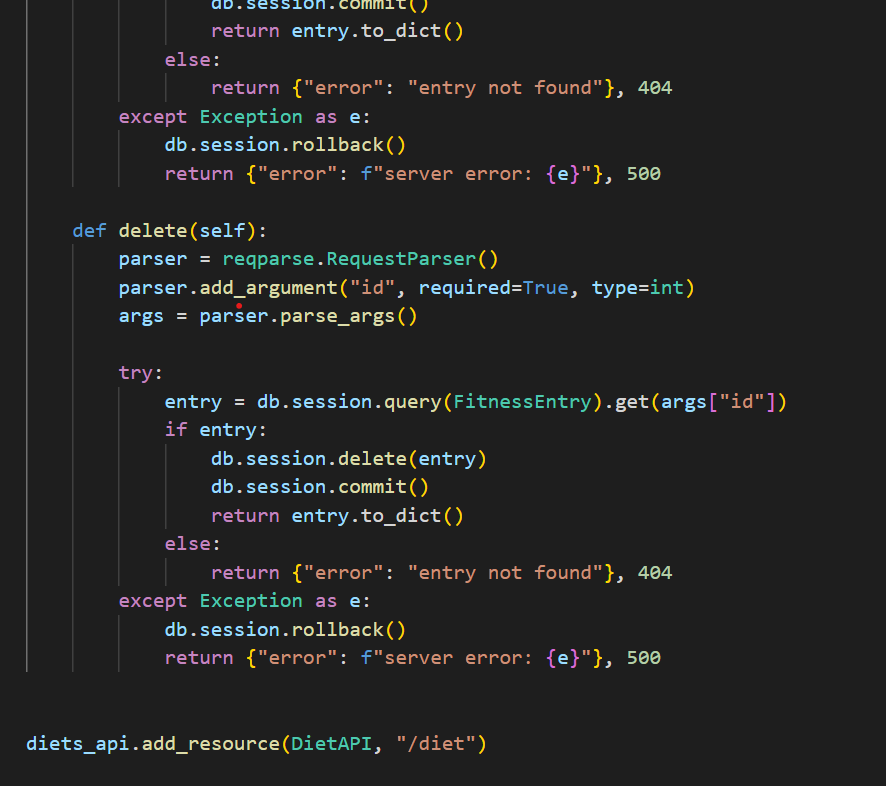 db.session.commit()
            return entry.to_dict()
        else:
            return {"error": "entry not found"}, 404
    except Exception as e:
        db.session.rollback()
        return {"error": f"server error: {e}"}, 500

def delete(self):
    parser = reqparse.RequestParser()
    parser.add_argument("id", required=True, type=int)
    args = parser.parse_args()

    try:
        entry = db.session.query(FitnessEntry).get(args["id"])
        if entry:
            db.session.delete(entry)
            db.session.commit()
            return entry.to_dict()
        else:
            return {"error": "entry not found"}, 404
    except Exception as e:
        db.session.rollback()
        return {"error": f"server error: {e}"}, 500

diets_api.add_resource(DietAPI, "/diet")